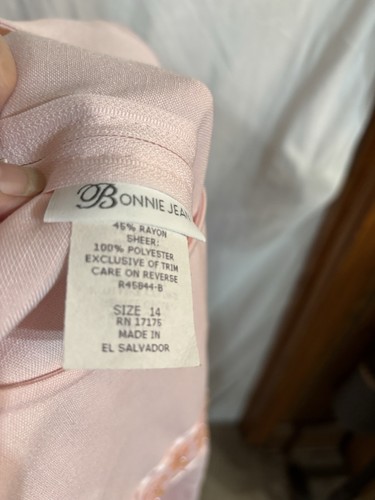 BONNIE JEAN
45% RAYON
SHEER:
100% POLYESTER
EXCLUSIVE OF TRIM
CARE ON REVERSE
R45844-B
SIZE 14
RN 17175
MADE IN
EL SALVADOR